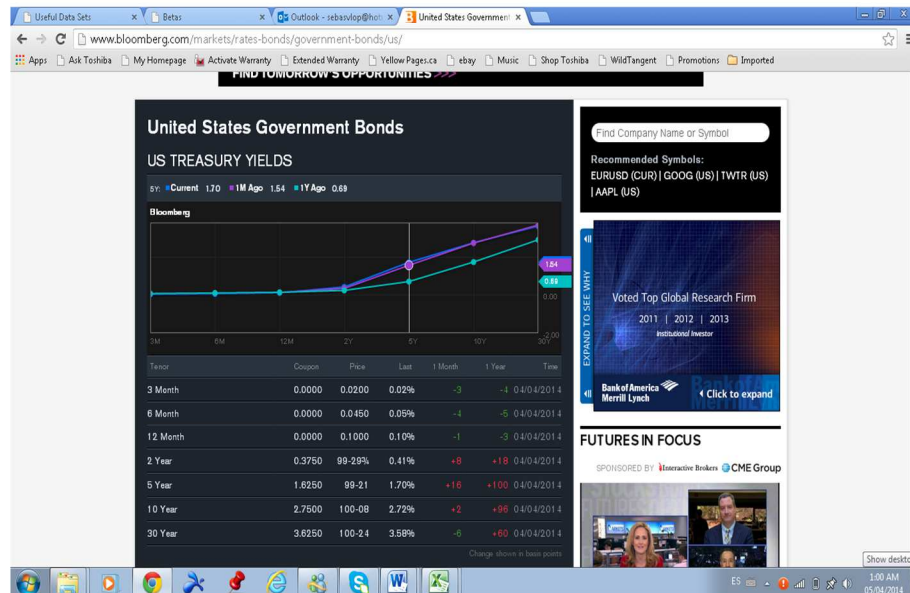 Useful Data Sets
Betas
Outlook - sebasvlop@hot
United States Government
www.bloomberg.com/markets/rates-bonds/government-bonds/us/
Apps Ask Toshiba My Homepage Activate Warranty Extended Warranty Yellow Pages.ca ebay Music Shop Toshiba WildTangent Promotions Imported
FIND TOMORROW'S OPPORTUNITIES >>>
United States Government Bonds
US TREASURY YIELDS
5Y: Current 1.70 1M Ago 1.54 1Y Ago 0.69
Bloomberg
1.54
0.69
0.00
-2.00
3M 6M 12M 2Y 5Y 10Y 30Y
Tenor Coupon Price Last 1 Month 1 Year Time
3 Month 0.0000 0.0200 0.02% -3 -4 04/04/2014
6 Month 0.0000 0.0450 0.05% -4 -5 04/04/2014
12 Month 0.0000 0.1000 0.10% -1 -3 04/04/2014
2 Year 0.3750 99-29¾ 0.41% +8 +18 04/04/2014
5 Year 1.6250 99-21 1.70% +16 +100 04/04/2014
10 Year 2.7500 100-08 2.72% +2 +96 04/04/2014
30 Year 3.6250 100-24 3.58% -6 +60 04/04/2014
Change shown in basis points
Find Company Name or Symbol
Recommended Symbols:
EURUSD (CUR) | GOOG (US) | TWTR (US)
| AAPL (US)
EXPAND TO SEE WHY
Voted Top Global Research Firm
2011 | 2012 | 2013
Institutional Investor
Bank of America
Merrill Lynch
Click to expand
FUTURES IN FOCUS
SPONSORED BY Interactive Brokers CME Group
Show deskto
ES
1:00 AM
05/04/2014